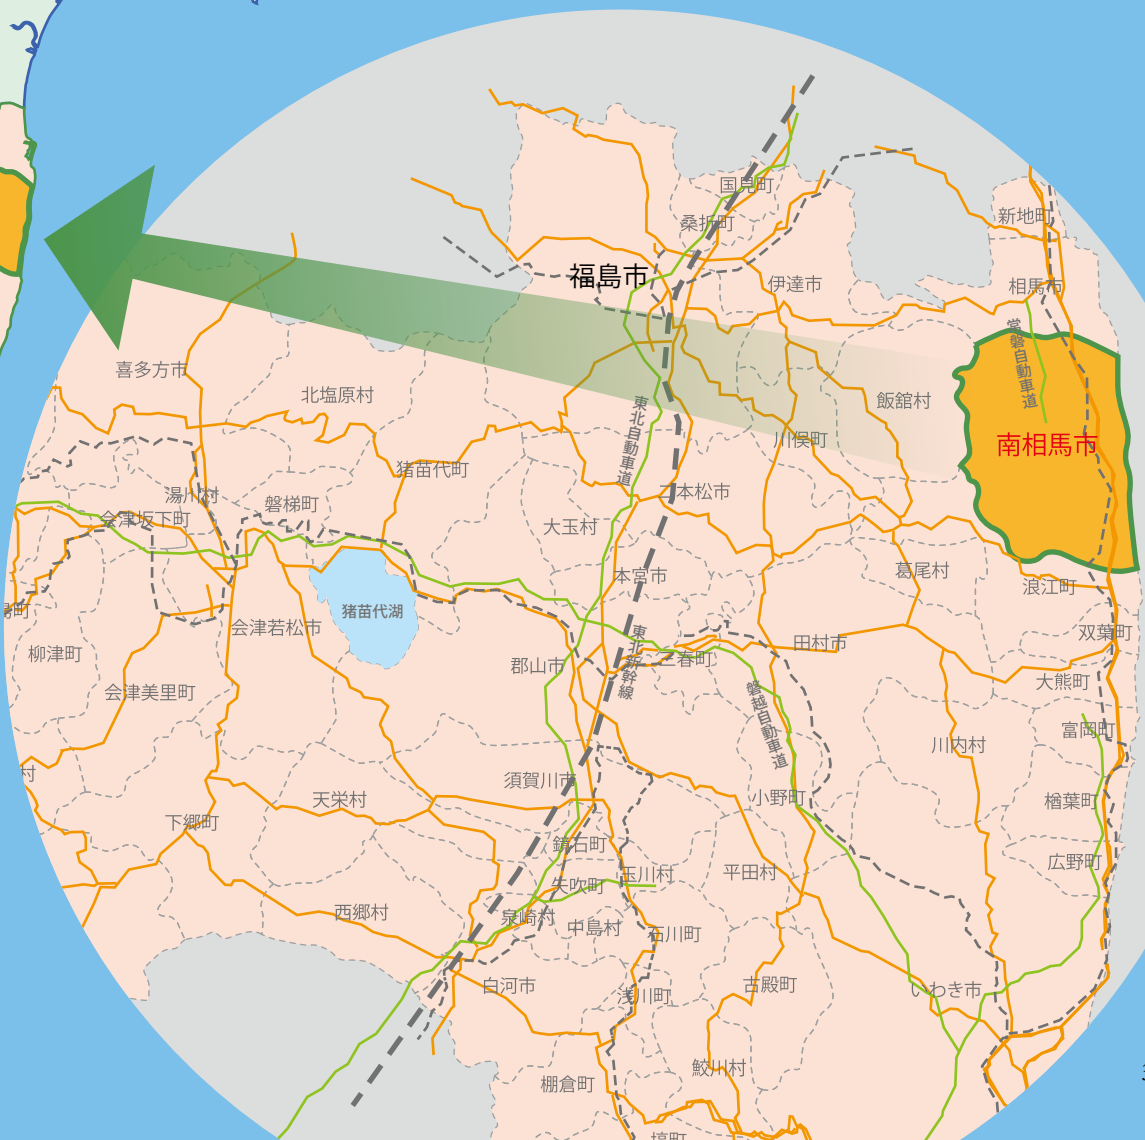 国見町
桑折町
新地町
福島市
伊達市
相馬市
常磐自動車道
喜多方市
北塩原村
飯舘村
東北自動車道
川俣町
南相馬市
猪苗代町
湯川村
二本松市
磐梯町
会津坂下町
大玉村
本宮市
葛尾村
浪江町
猪苗代湖
会津若松市
東北新幹線
双葉町
田村市
柳津町
郡山市
三春町
大熊町
会津美里町
磐越自動車道
富岡町
川内村
村
須賀川市
天栄村
小野町
楢葉町
下郷町
鏡石町
広野町
玉川村
平田村
矢吹町
西郷村
泉崎村
中島村
石川町
白河市
古殿町
いわき市
浅川町
鮫川村
棚倉町
塙町